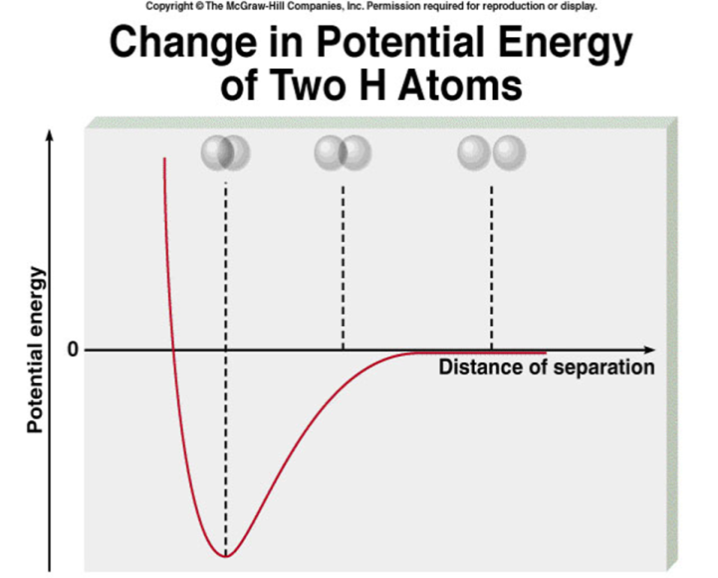 Copyright © The McGraw-Hill Companies, Inc. Permission required for reproduction or display.
Change in Potential Energy
of Two H Atoms
Potential energy
0
Distance of separation